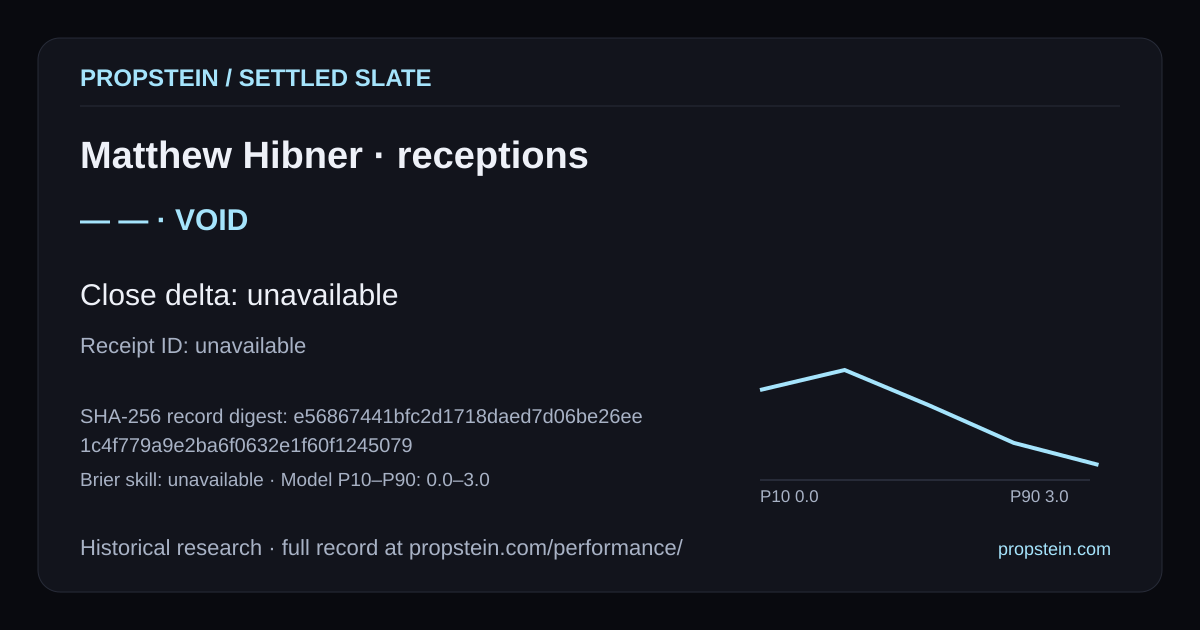 PROPSTEIN / SETTLED SLATE
Matthew Hibner · receptions
— — · VOID
Close delta: unavailable
Receipt ID: unavailable
SHA-256 record digest: e56867441bfc2d1718daed7d06be26ee
1c4f779a9e2ba6f0632e1f60f1245079
Brier skill: unavailable · Model P10–P90: 0.0–3.0
P10 0.0
P90 3.0
Historical research · full record at propstein.com/performance/
propstein.com